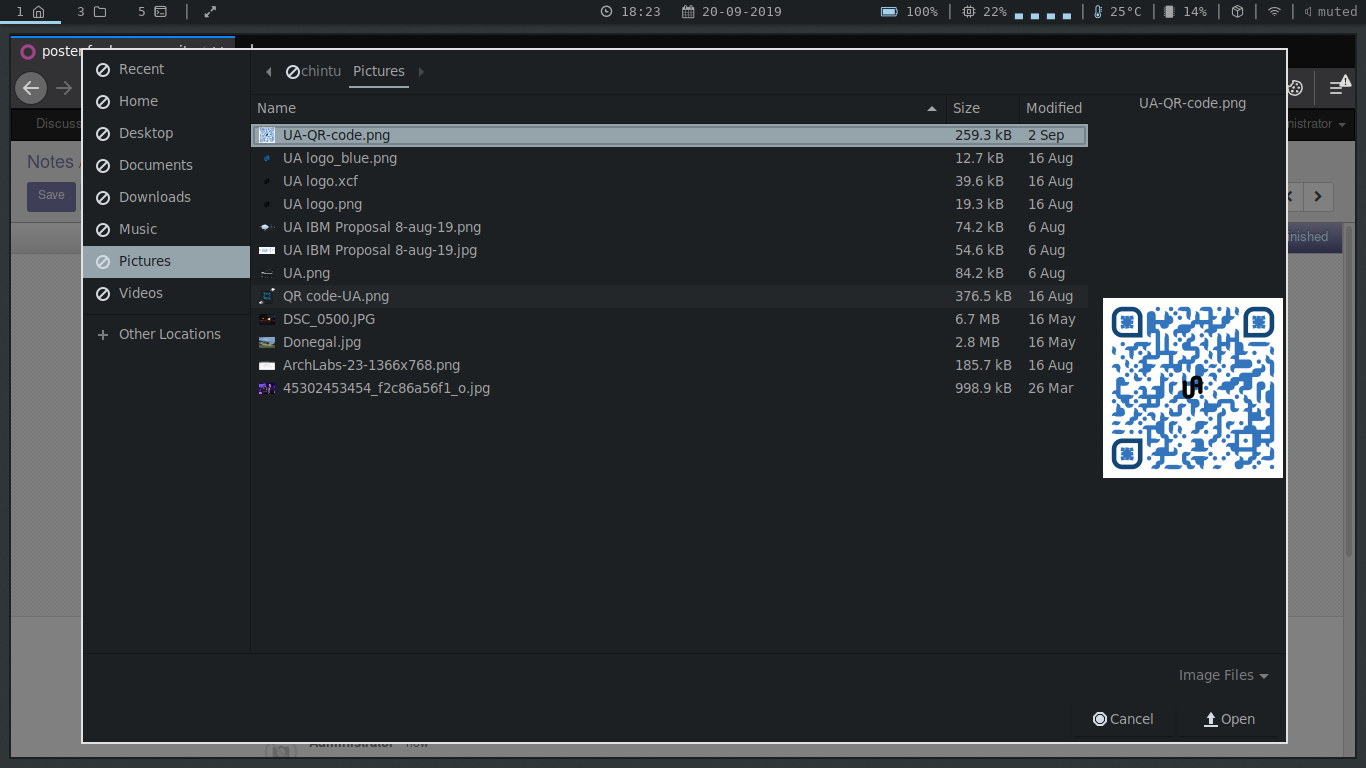 1 3 5 18:23 20-09-2019 100% 22% 25°C 14% muted
Recent
Home
Desktop
Documents
Downloads
Music
Pictures
Videos
Other Locations
chintu Pictures
Name Size Modified
UA-QR-code.png 259.3 kB 2 Sep
UA logo_blue.png 12.7 kB 16 Aug
UA logo.xcf 39.6 kB 16 Aug
UA logo.png 19.3 kB 16 Aug
UA IBM Proposal 8-aug-19.png 74.2 kB 6 Aug
UA IBM Proposal 8-aug-19.jpg 54.6 kB 6 Aug
UA.png 84.2 kB 6 Aug
QR code-UA.png 376.5 kB 16 Aug
DSC_0500.JPG 6.7 MB 16 May
Donegal.jpg 2.8 MB 16 May
ArchLabs-23-1366x768.png 185.7 kB 16 Aug
45302453454_f2c86a56f1_o.jpg 998.9 kB 26 Mar
UA-QR-code.png
UA
Image Files
Cancel Open
Discuss
nistrator
Notes /
Save
inished
Administrator now